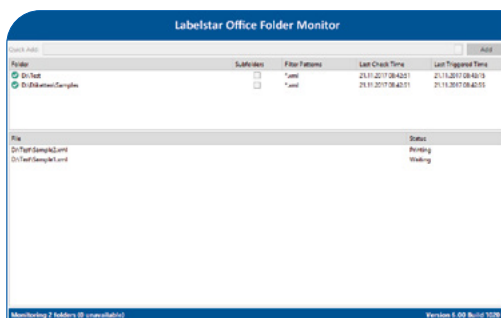 Labelstar Office Folder Monitor
Quick Add: Add
Folder Subfolders Filter Patterns Last Check Time Last Triggered Time
D:\Test *.xml 21.11.2017 08:42:51 21.11.2017 08:42:15
D:\Etiketten\Samples *.xml 21.11.2017 08:42:51 21.11.2017 08:42:55
File Status
D:\Test\Sample2.xml Printing
D:\Test\Sample1.xml Waiting
Monitoring 2 folders (0 unavailable) Version 6.00 Build 1020